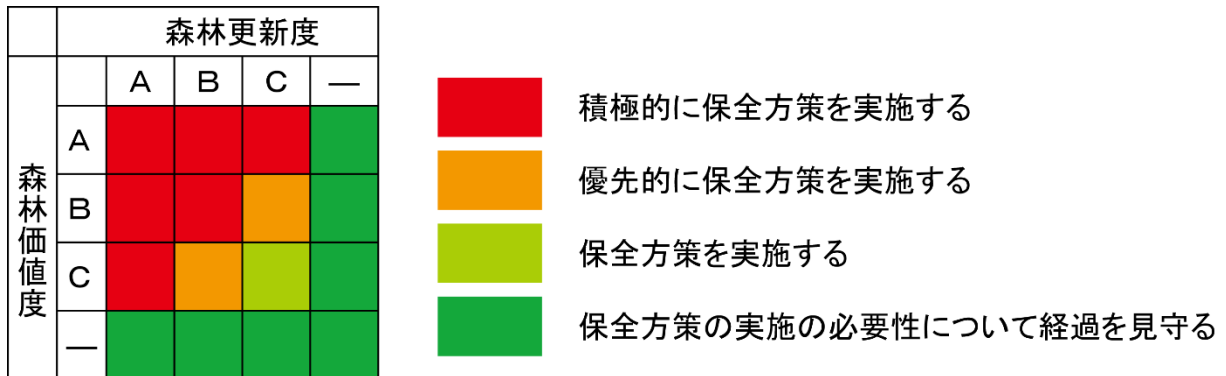 森林更新度
A B C —
森林価値度
A
B
C
—
積極的に保全方策を実施する
優先的に保全方策を実施する
保全方策を実施する
保全方策の実施の必要性について経過を見守る